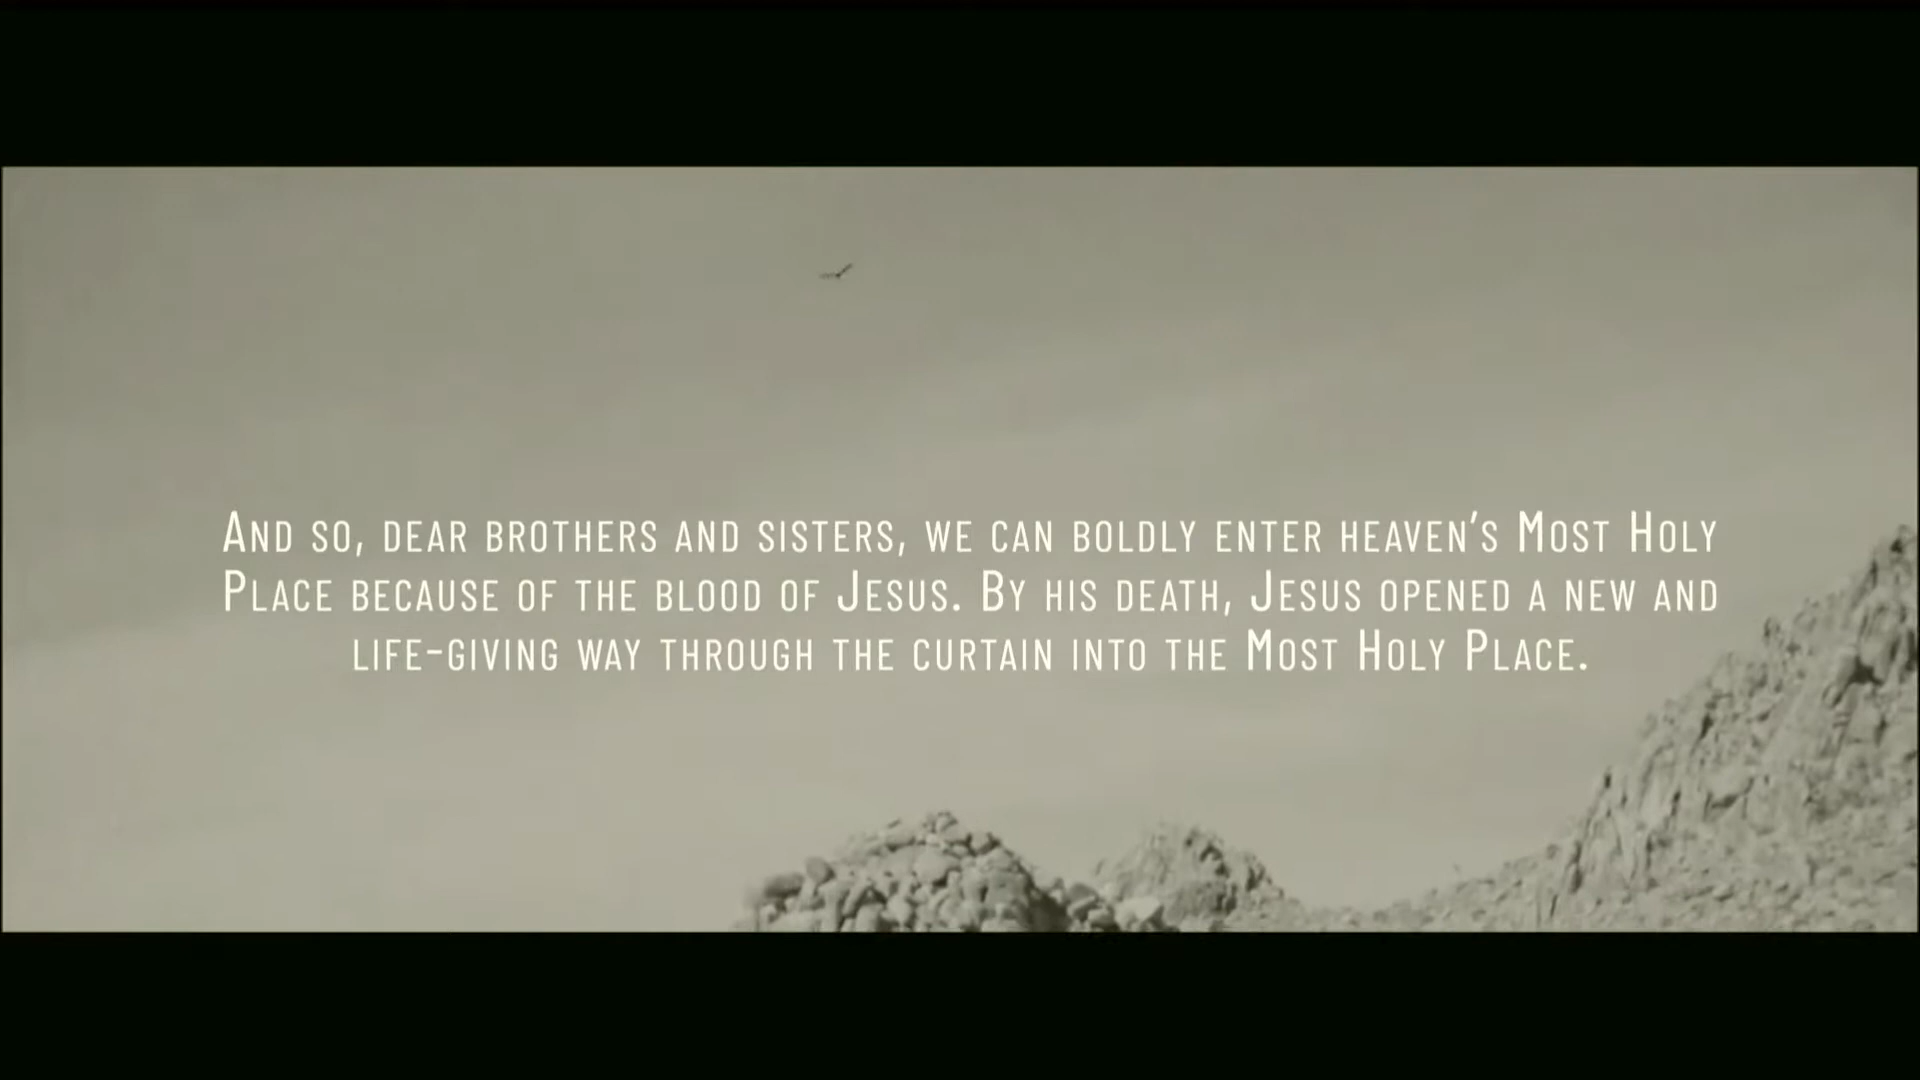 And so, dear brothers and sisters, we can boldly enter heaven’s Most Holy
Place because of the blood of Jesus. By his death, Jesus opened a new and
life-giving way through the curtain into the Most Holy Place.